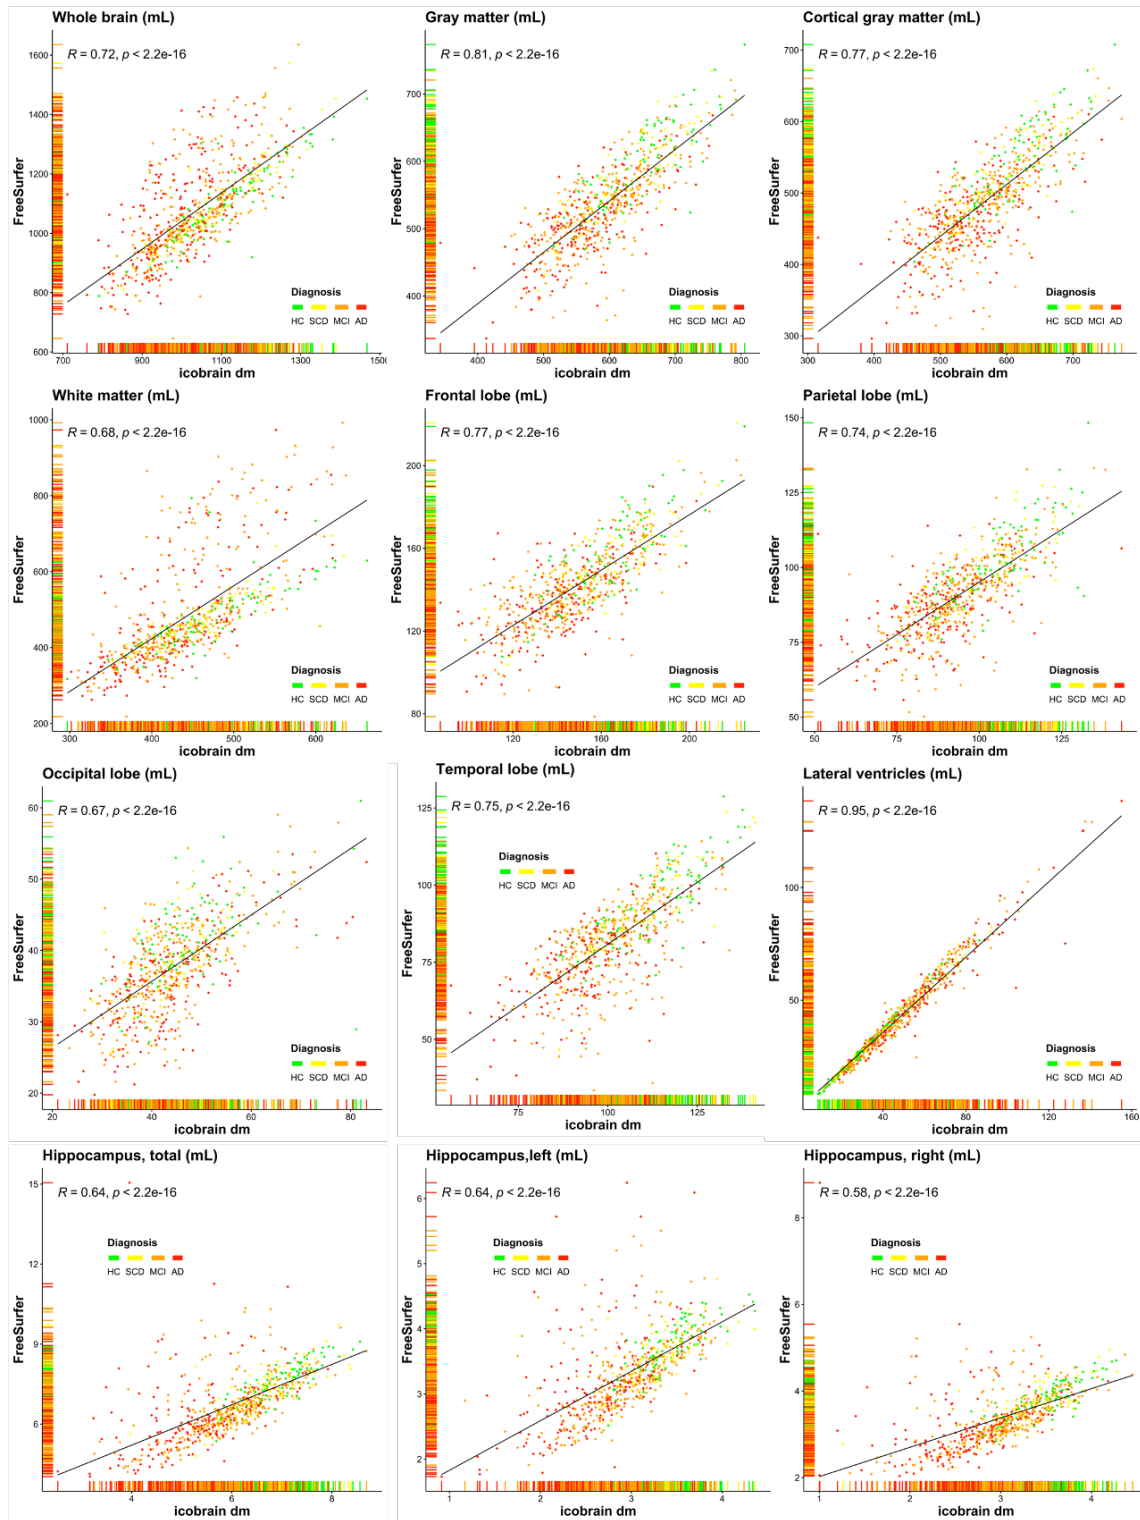 Whole brain (mL)
R = 0.72, p < 2.2e-16
FreeSurfer
1600
1400
1200
1000
800
600
Diagnosis
HC SCD MCI AD
700 900 1100 1300 1500
icobrain dm
Gray matter (mL)
R = 0.81, p < 2.2e-16
FreeSurfer
700
600
500
400
Diagnosis
HC SCD MCI AD
400 500 600 700 800
icobrain dm
Cortical gray matter (mL)
R = 0.77, p < 2.2e-16
FreeSurfer
700
600
500
400
300
Diagnosis
HC SCD MCI AD
300 400 500 600 700
icobrain dm
White matter (mL)
R = 0.68, p < 2.2e-16
FreeSurfer
1000
800
600
400
200
Diagnosis
HC SCD MCI AD
300 400 500 600
icobrain dm
Frontal lobe (mL)
R = 0.77, p < 2.2e-16
FreeSurfer
200
160
120
80
Diagnosis
HC SCD MCI AD
120 160 200
icobrain dm
Parietal lobe (mL)
R = 0.74, p < 2.2e-16
FreeSurfer
150
125
100
75
50
Diagnosis
HC SCD MCI AD
50 75 100 125
icobrain dm
Occipital lobe (mL)
R = 0.67, p < 2.2e-16
FreeSurfer
60
50
40
30
20
Diagnosis
HC SCD MCI AD
20 40 60 80
icobrain dm
Temporal lobe (mL)
R = 0.75, p < 2.2e-16
FreeSurfer
125
100
75
50
Diagnosis
HC SCD MCI AD
75 100 125
icobrain dm
Lateral ventricles (mL)
R = 0.95, p < 2.2e-16
FreeSurfer
100
50
Diagnosis
HC SCD MCI AD
40 80 120 160
icobrain dm
Hippocampus, total (mL)
R = 0.64, p < 2.2e-16
FreeSurfer
15
12
9
6
Diagnosis
HC SCD MCI AD
4 6 8
icobrain dm
Hippocampus,left (mL)
R = 0.64, p < 2.2e-16
FreeSurfer
6
5
4
3
2
Diagnosis
HC SCD MCI AD
1 2 3 4
icobrain dm
Hippocampus, right (mL)
R = 0.58, p < 2.2e-16
FreeSurfer
8
6
4
2
Diagnosis
HC SCD MCI AD
1 2 3 4
icobrain dm